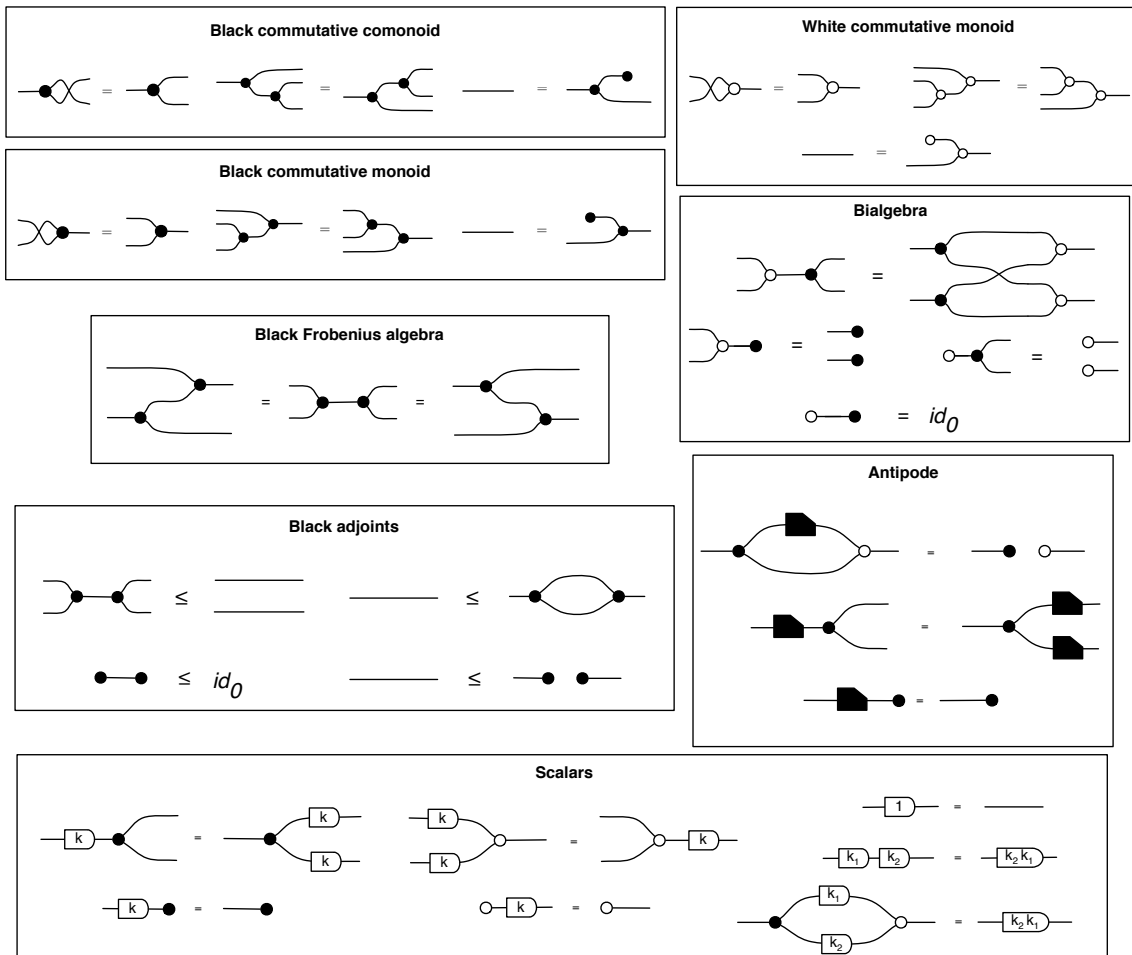 Black commutative comonoid
= = =
White commutative monoid
= =
=
Black commutative monoid
= = =
Bialgebra
=
= =
= id0
Black Frobenius algebra
= =
Antipode
=
=
=
Black adjoints
≤ ≤
≤ id0 ≤
Scalars
k = k k
k k = k
1 =
k1 k2 = k2 k1
k =
k =
k1 k2 = k2 k1